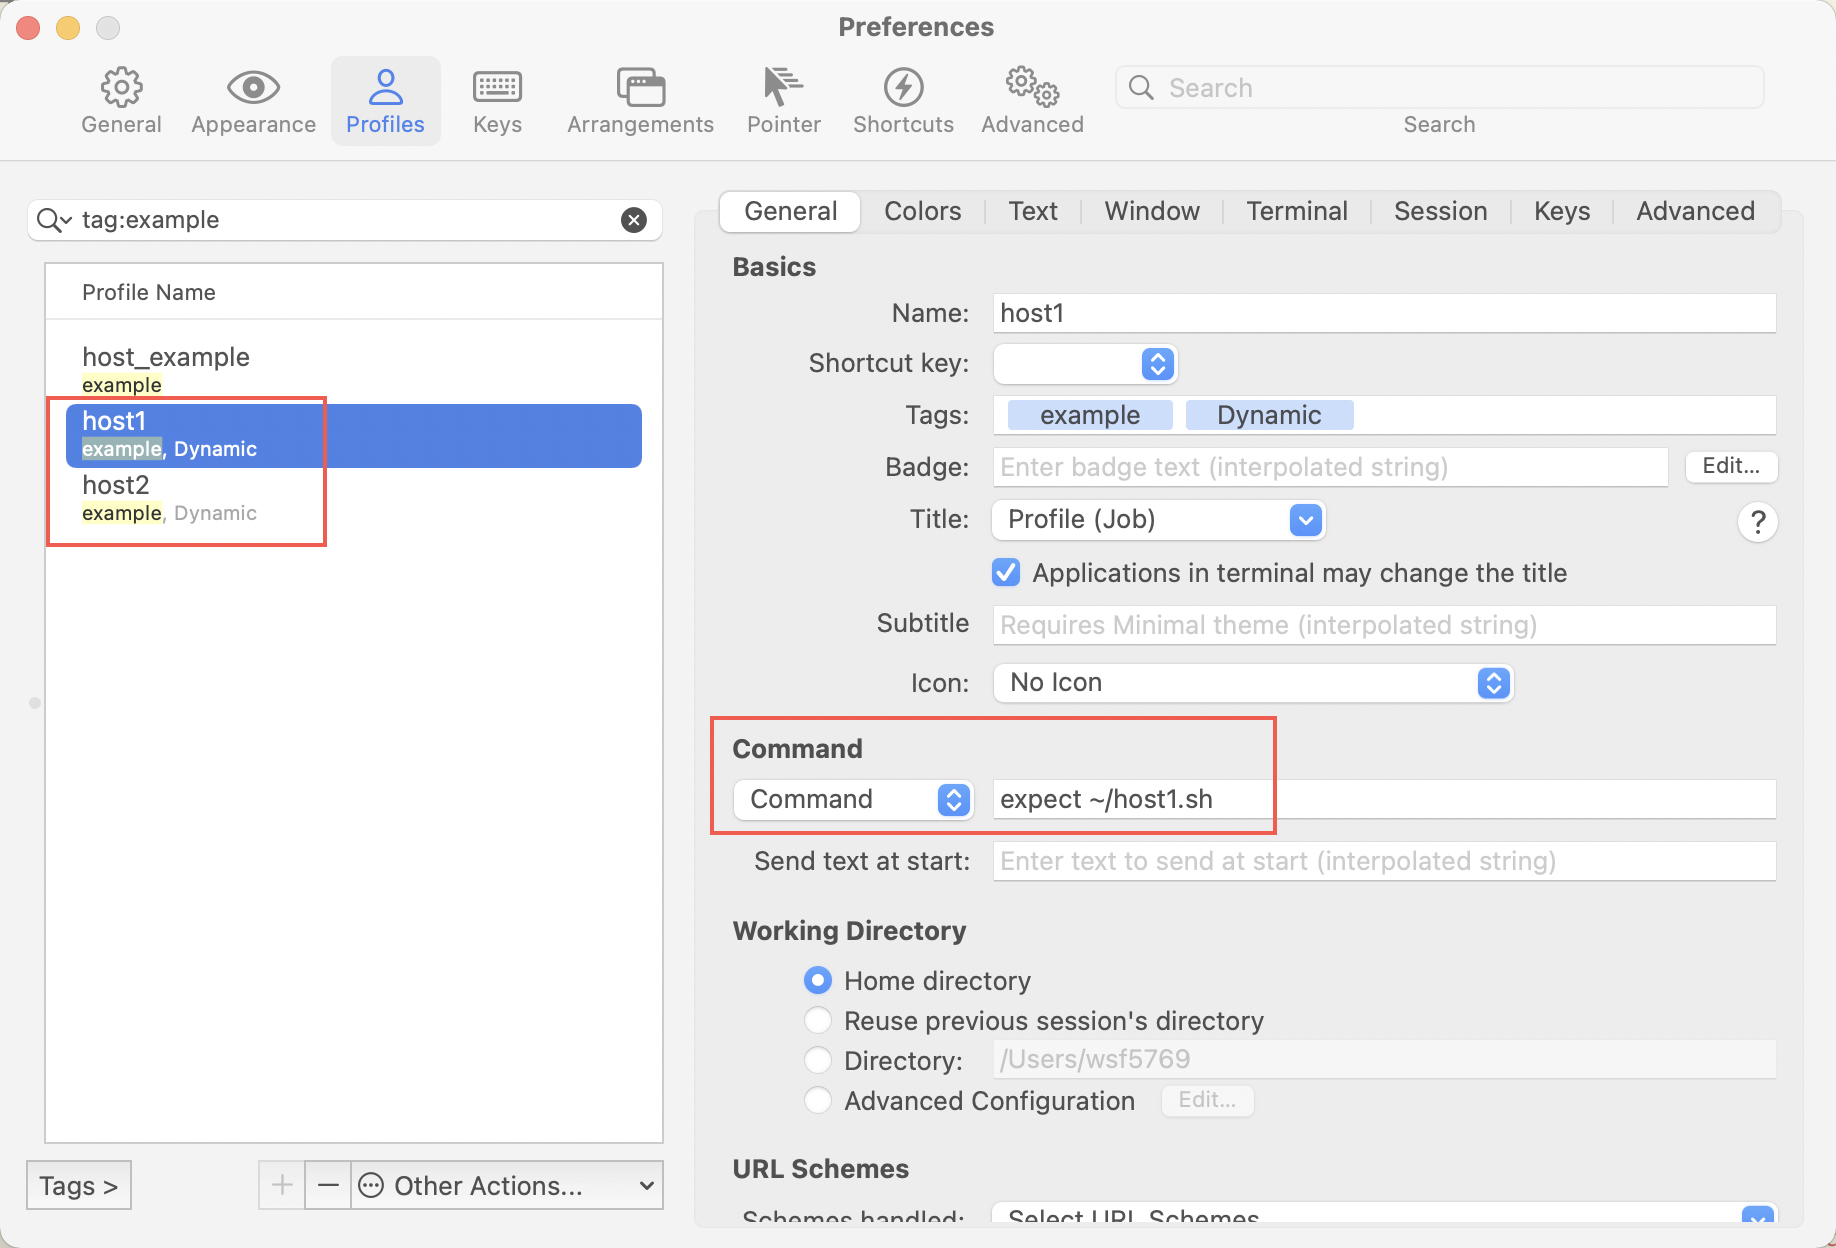 Preferences
General
Appearance
Profiles
Keys
Arrangements
Pointer
Shortcuts
Advanced
Search
Search
tag:example
Profile Name
host_example
example
host1
example, Dynamic
host2
example, Dynamic
Tags >
+ − Other Actions...
General Colors Text Window Terminal Session Keys Advanced
Basics
Name: host1
Shortcut key:
Tags: example Dynamic
Badge: Enter badge text (interpolated string) Edit...
Title: Profile (Job) ?
Applications in terminal may change the title
Subtitle Requires Minimal theme (interpolated string)
Icon: No Icon
Command
Command expect ~/host1.sh
Send text at start: Enter text to send at start (interpolated string)
Working Directory
Home directory
Reuse previous session's directory
Directory: /Users/wsf5769
Advanced Configuration Edit...
URL Schemes
Schemes handled: Select URL Schemes